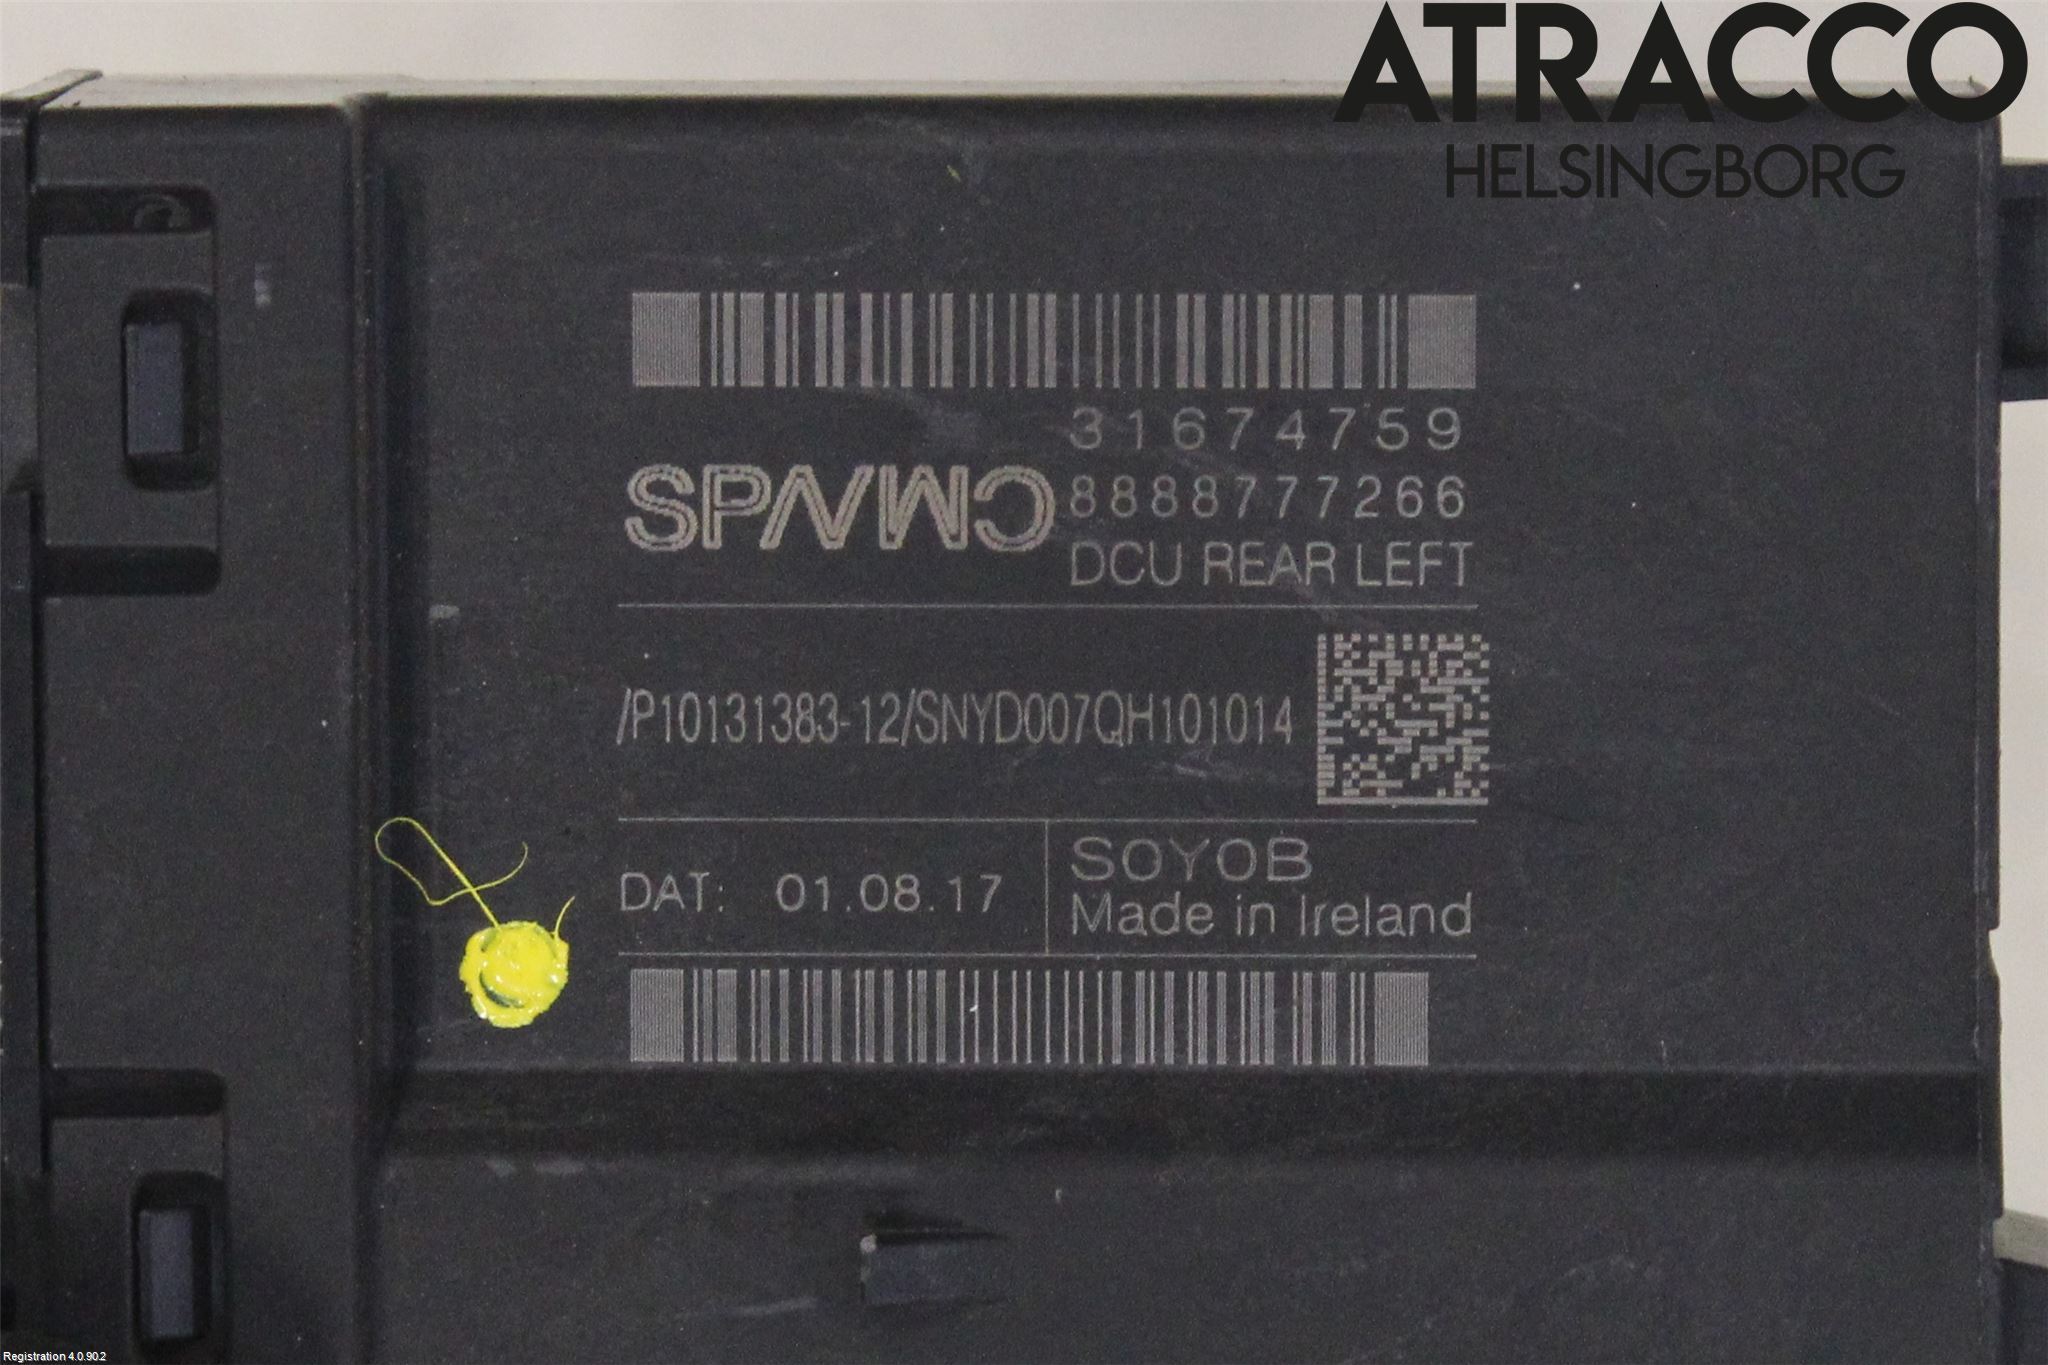 ATRACCO
HELSINGBORG
31674759
8888777266
DCU REAR LEFT
/P10131383-12/SNYD007QH101014
DAT: 01.08.17
SOYOB
Made in Ireland
Registration 4.0.90.2